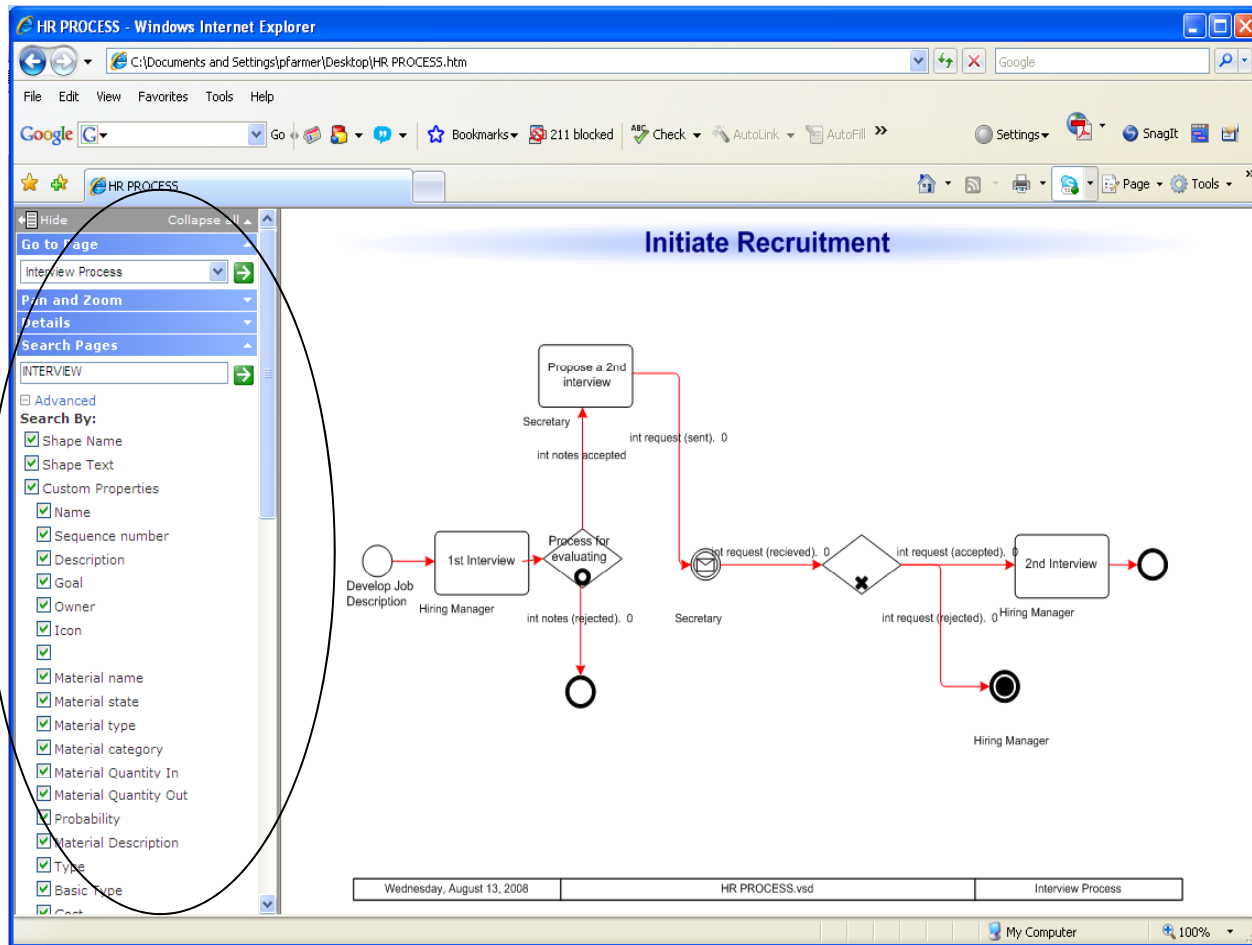 HR PROCESS - Windows Internet Explorer
C:\Documents and Settings\pfarmer\Desktop\HR PROCESS.htm
Google
File Edit View Favorites Tools Help
Google G Go Bookmarks 211 blocked ABC Check AutoLink AutoFill » Settings SnagIt
HR PROCESS
Page Tools »
Hide Collapse all
Go to Page
Interview Process
Pan and Zoom
Details
Search Pages
INTERVIEW
Advanced
Search By:
Shape Name
Shape Text
Custom Properties
Name
Sequence number
Description
Goal
Owner
Icon
Material name
Material state
Material type
Material category
Material Quantity In
Material Quantity Out
Probability
Material Description
Type
Basic Type
Cost
Initiate Recruitment
Propose a 2nd
interview
Secretary
int request (sent). 0
int notes accepted
Process for
evaluating
1st Interview
Develop Job
Description
Hiring Manager
int notes (rejected). 0
int request (recieved). 0
Secretary
int request (accepted). 0
2nd Interview
int request (rejected). 0
Hiring Manager
Hiring Manager
Wednesday, August 13, 2008
HR PROCESS.vsd
Interview Process
My Computer
100%